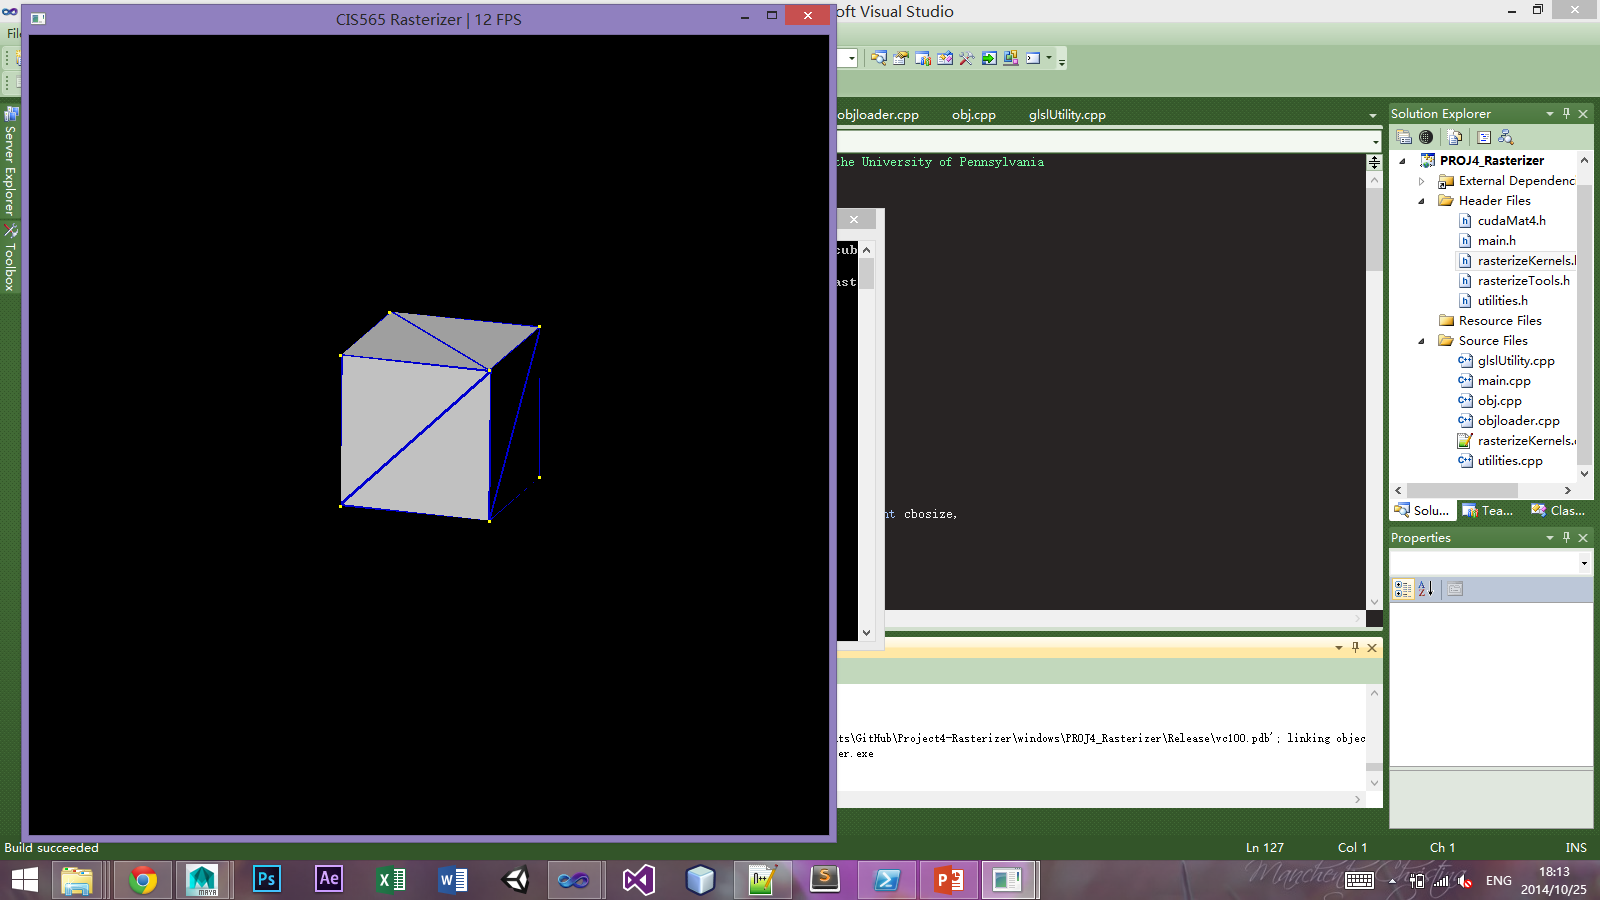 CIS565 Rasterizer | 12 FPS
oft Visual Studio
File
Server Explorer
Toolbox
objloader.cpp
obj.cpp
glslUtility.cpp
the University of Pennsylvania
cub
ast
nt cbosize,
ts\GitHub\Project4-Rasterizer\windows\PROJ4_Rasterizer\Release\vc100.pdb'; linking objec
er.exe
Solution Explorer
PROJ4_Rasterizer
External Dependenc
Header Files
cudaMat4.h
main.h
rasterizeKernels.h
rasterizeTools.h
utilities.h
Resource Files
Source Files
glslUtility.cpp
main.cpp
obj.cpp
objloader.cpp
rasterizeKernels.c
utilities.cpp
Solu...
Tea...
Clas...
Properties
Build succeeded
Ln 127
Col 1
Ch 1
INS
MAYA
Ps
Ae
ENG
18:13
2014/10/25